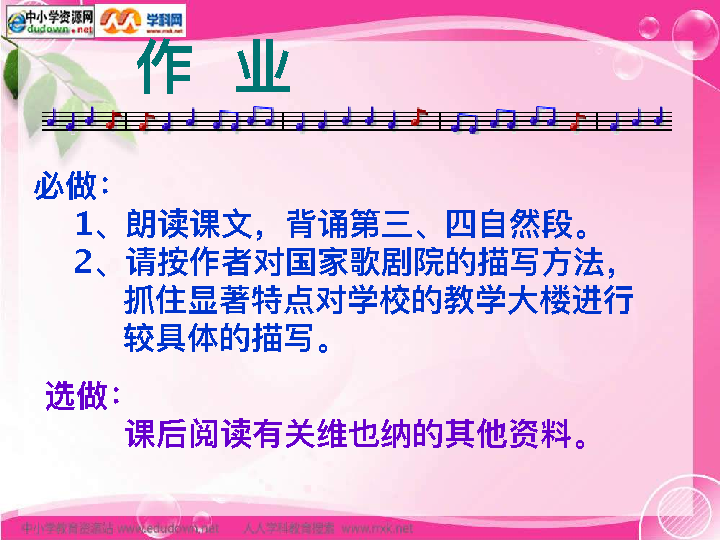 中小学资源网
edudown.net
学科网
www.nxk.net
作 业
必做：
1、朗读课文，背诵第三、四自然段。
2、请按作者对国家歌剧院的描写方法，
抓住显著特点对学校的教学大楼进行
较具体的描写。
选做：
课后阅读有关维也纳的其他资料。
中小学教育资源站 www.edudown.net 人人学科教育搜索 www.rrxk.net